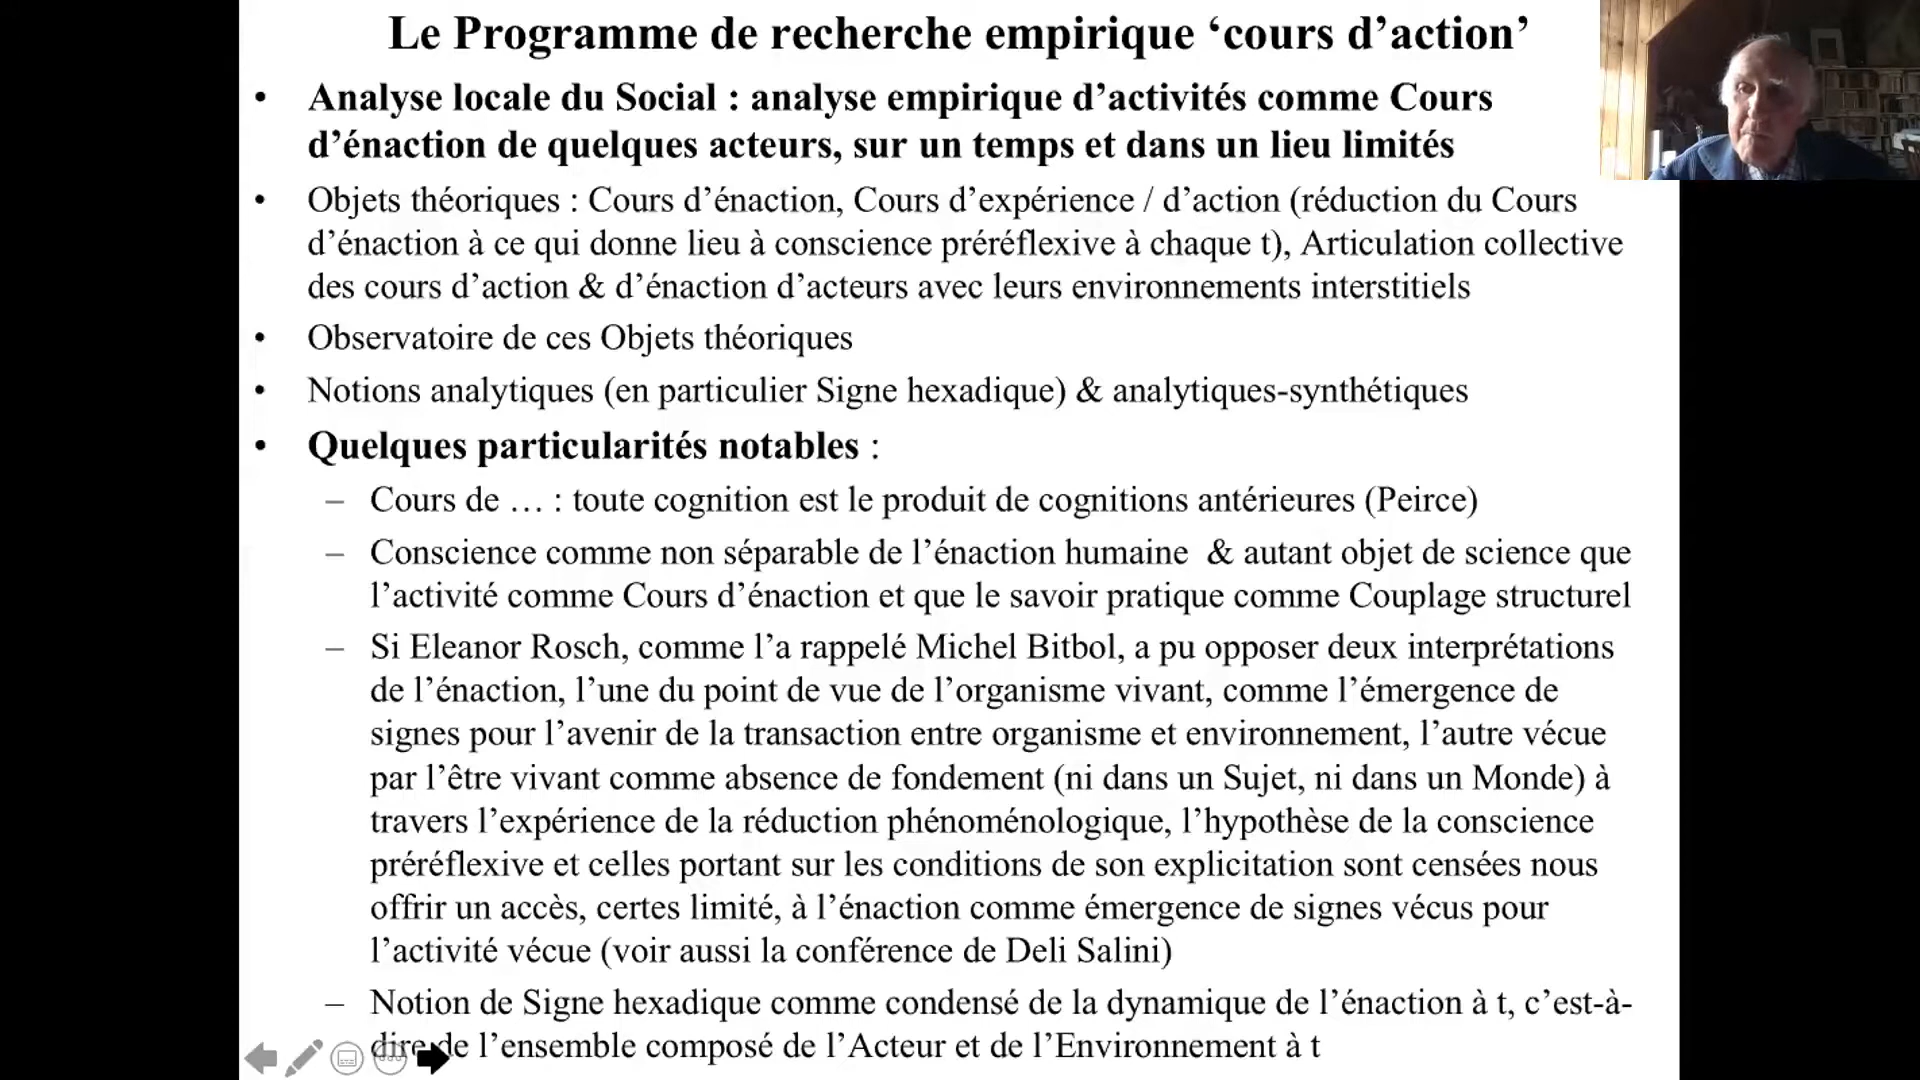 Le Programme de recherche empirique ‘cours d’action’
• Analyse locale du Social : analyse empirique d’activités comme Cours
d’énaction de quelques acteurs, sur un temps et dans un lieu limités
• Objets théoriques : Cours d’énaction, Cours d’expérience / d’action (réduction du Cours
d’énaction à ce qui donne lieu à conscience préréflexive à chaque t), Articulation collective
des cours d’action & d’énaction d’acteurs avec leurs environnements interstitiels
• Observatoire de ces Objets théoriques
• Notions analytiques (en particulier Signe hexadique) & analytiques-synthétiques
• Quelques particularités notables :
– Cours de … : toute cognition est le produit de cognitions antérieures (Peirce)
– Conscience comme non séparable de l’énaction humaine & autant objet de science que
l’activité comme Cours d’énaction et que le savoir pratique comme Couplage structurel
– Si Eleanor Rosch, comme l’a rappelé Michel Bitbol, a pu opposer deux interprétations
de l’énaction, l’une du point de vue de l’organisme vivant, comme l’émergence de
signes pour l’avenir de la transaction entre organisme et environnement, l’autre vécue
par l’être vivant comme absence de fondement (ni dans un Sujet, ni dans un Monde) à
travers l’expérience de la réduction phénoménologique, l’hypothèse de la conscience
préréflexive et celles portant sur les conditions de son explicitation sont censées nous
offrir un accès, certes limité, à l’énaction comme émergence de signes vécus pour
l’activité vécue (voir aussi la conférence de Deli Salini)
– Notion de Signe hexadique comme condensé de la dynamique de l’énaction à t, c’est-à-
dire de l’ensemble composé de l’Acteur et de l’Environnement à t